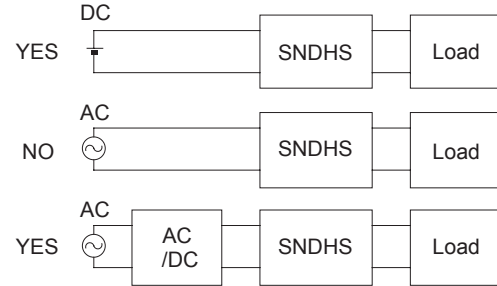 DC
YES SNDHS Load
AC
NO SNDHS Load
AC
YES AC
/DC SNDHS Load